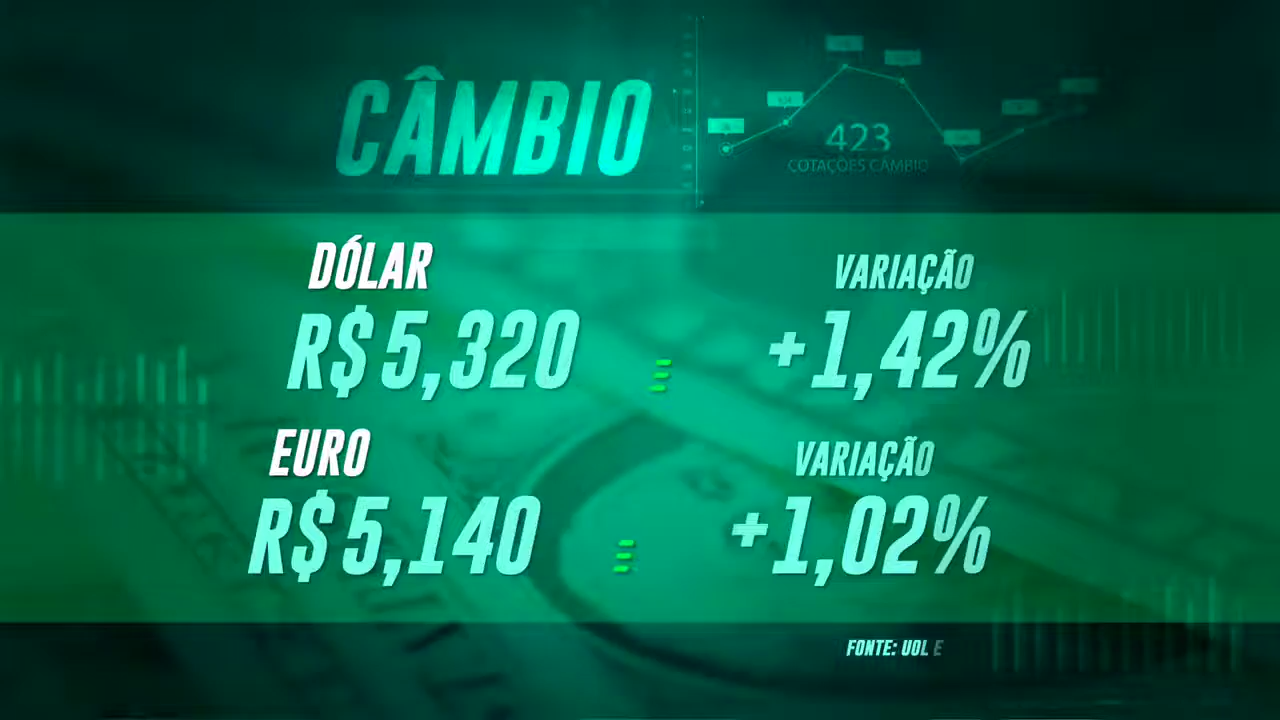 CÂMBIO
423
COTAÇÕES CÂMBIO
DÓLAR
VARIAÇÃO
R$ 5,320
+1,42%
EURO
VARIAÇÃO
R$ 5,140
+1,02%
FONTE: UOL E